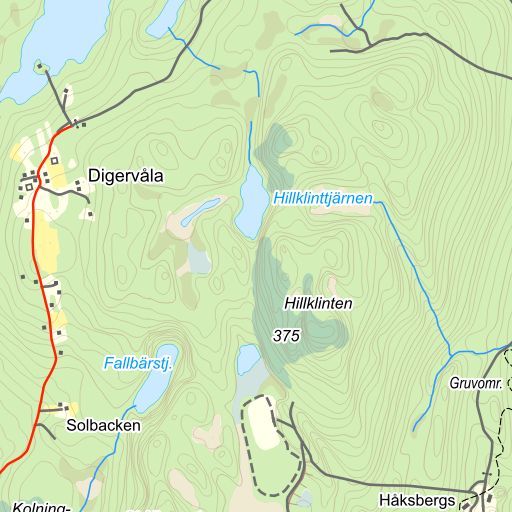 Digervåla
Hillklinttjärnen
Hillklinten
375
Fallbärstj.
Gruvomr.
Solbacken
Håksbergs
Kolning-